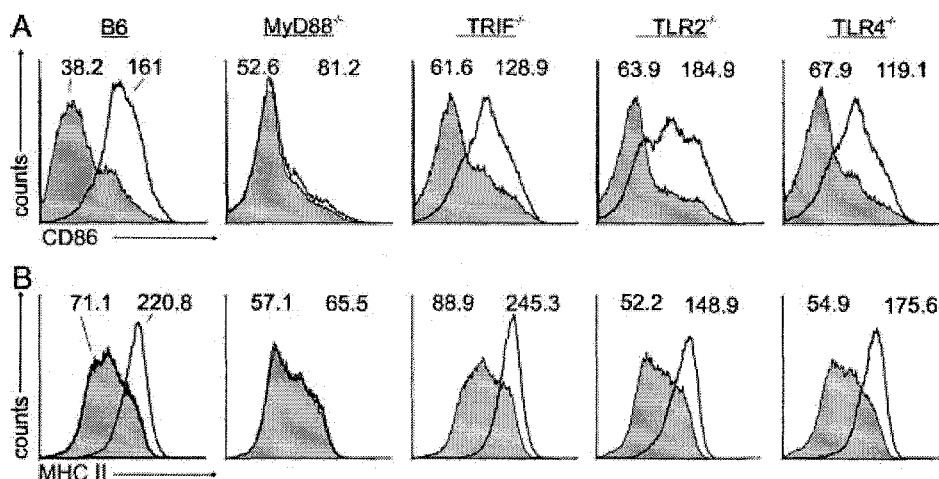 A
B6 MyD88-/- TRIF-/- TLR2-/- TLR4-/-
38.2 161 52.6 81.2 61.6 128.9 63.9 184.9 67.9 119.1
counts
CD86
B
71.1 220.8 57.1 65.5 88.9 245.3 52.2 148.9 54.9 175.6
counts
MHC II